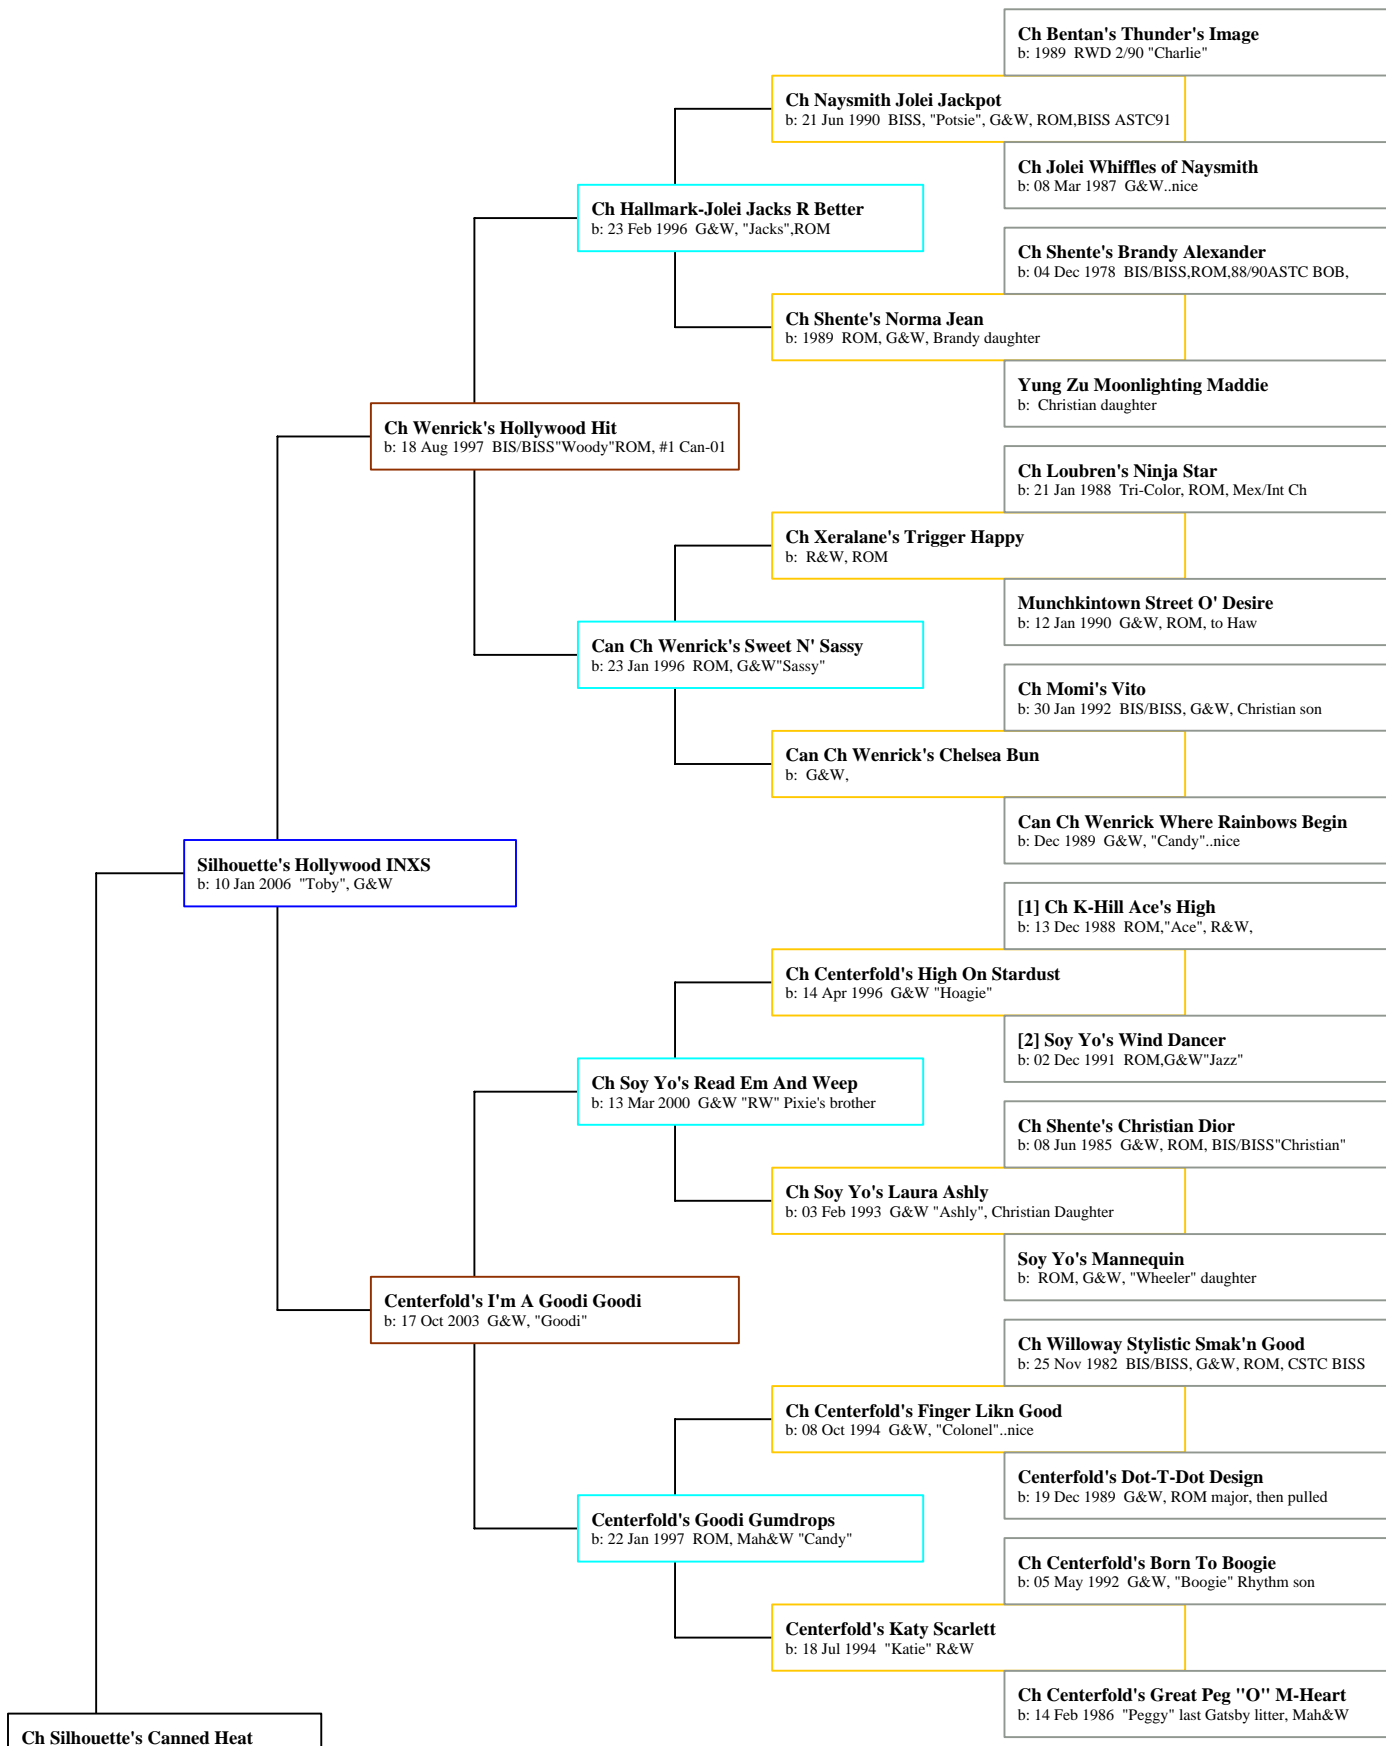 Ch Bentan's Thunder's Image
b: 1989 RWD 2/90 "Charlie"
Ch Naysmith Jolei Jackpot
b: 21 Jun 1990 BISS, "Potsie", G&W, ROM,BISS ASTC91
Ch Jolei Whiffles of Naysmith
b: 08 Mar 1987 G&W..nice
Ch Hallmark-Jolei Jacks R Better
b: 23 Feb 1996 G&W, "Jacks",ROM
Ch Shente's Brandy Alexander
b: 04 Dec 1978 BIS/BISS,ROM,88/90ASTC BOB,
Ch Shente's Norma Jean
b: 1989 ROM, G&W, Brandy daughter
Yung Zu Moonlighting Maddie
b: Christian daughter
Ch Wenrick's Hollywood Hit
b: 18 Aug 1997 BIS/BISS"Woody"ROM, #1 Can-01
Ch Loubren's Ninja Star
b: 21 Jan 1988 Tri-Color, ROM, Mex/Int Ch
Ch Xeralane's Trigger Happy
b: R&W, ROM
Munchkintown Street O' Desire
b: 12 Jan 1990 G&W, ROM, to Haw
Can Ch Wenrick's Sweet N' Sassy
b: 23 Jan 1996 ROM, G&W"Sassy"
Ch Momi's Vito
b: 30 Jan 1992 BIS/BISS, G&W, Christian son
Can Ch Wenrick's Chelsea Bun
b: G&W,
Can Ch Wenrick Where Rainbows Begin
b: Dec 1989 G&W, "Candy"..nice
Silhouette's Hollywood INXS
b: 10 Jan 2006 "Toby", G&W
[1] Ch K-Hill Ace's High
b: 13 Dec 1988 ROM,"Ace", R&W,
Ch Centerfold's High On Stardust
b: 14 Apr 1996 G&W "Hoagie"
[2] Soy Yo's Wind Dancer
b: 02 Dec 1991 ROM,G&W"Jazz"
Ch Soy Yo's Read Em And Weep
b: 13 Mar 2000 G&W "RW" Pixie's brother
Ch Shente's Christian Dior
b: 08 Jun 1985 G&W, ROM, BIS/BISS"Christian"
Ch Soy Yo's Laura Ashly
b: 03 Feb 1993 G&W "Ashly", Christian Daughter
Soy Yo's Mannequin
b: ROM, G&W, "Wheeler" daughter
Centerfold's I'm A Goodi Goodi
b: 17 Oct 2003 G&W, "Goodi"
Ch Willoway Stylistic Smak'n Good
b: 25 Nov 1982 BIS/BISS, G&W, ROM, CSTC BISS
Ch Centerfold's Finger Likn Good
b: 08 Oct 1994 G&W, "Colonel"..nice
Centerfold's Dot-T-Dot Design
b: 19 Dec 1989 G&W, ROM major, then pulled
Centerfold's Goodi Gumdrops
b: 22 Jan 1997 ROM, Mah&W "Candy"
Ch Centerfold's Born To Boogie
b: 05 May 1992 G&W, "Boogie" Rhythm son
Centerfold's Katy Scarlett
b: 18 Jul 1994 "Katie" R&W
Ch Centerfold's Great Peg "O" M-Heart
b: 14 Feb 1986 "Peggy" last Gatsby litter, Mah&W
Ch Silhouette's Canned Heat